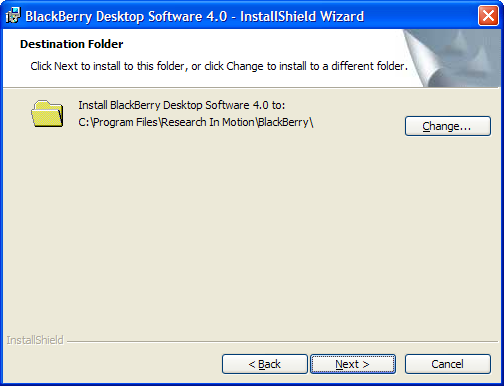 BlackBerry Desktop Software 4.0 - InstallShield Wizard
Destination Folder
Click Next to install to this folder, or click Change to install to a different folder.
Install BlackBerry Desktop Software 4.0 to:
C:\Program Files\Research In Motion\BlackBerry\
Change...
InstallShield
< Back
Next >
Cancel